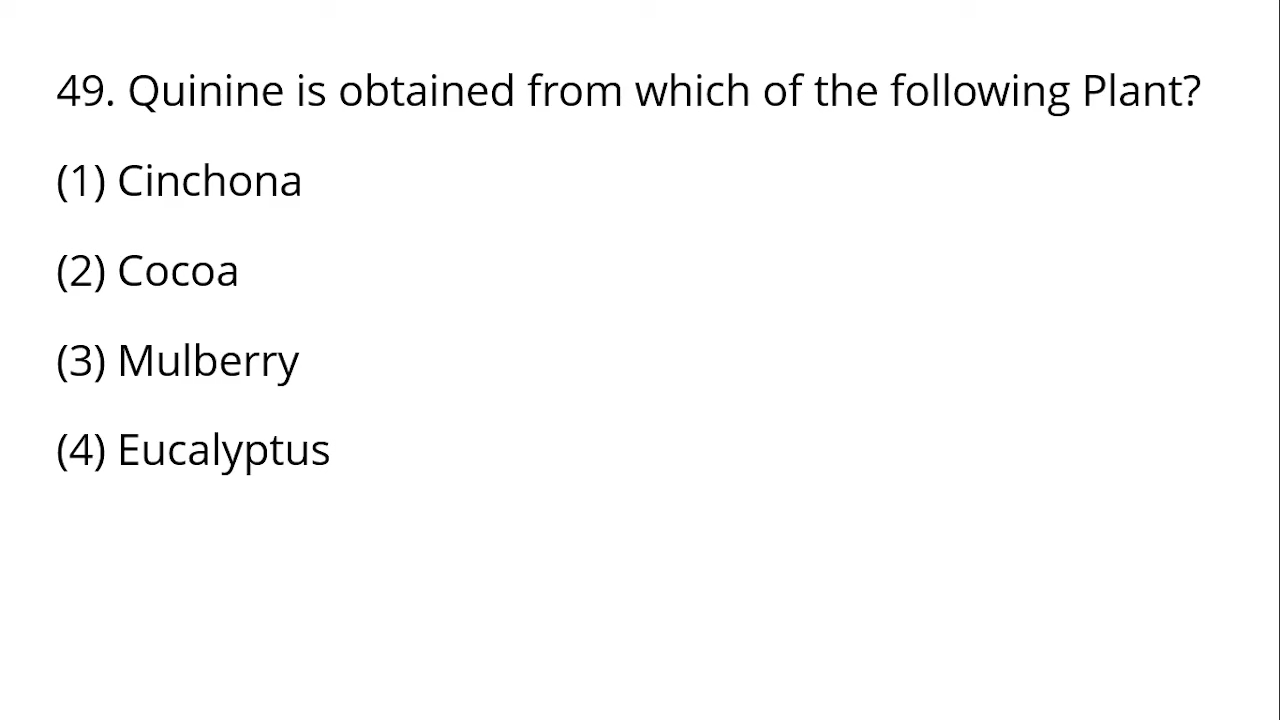 49. Quinine is obtained from which of the following Plant?
(1) Cinchona
(2) Cocoa
(3) Mulberry
(4) Eucalyptus